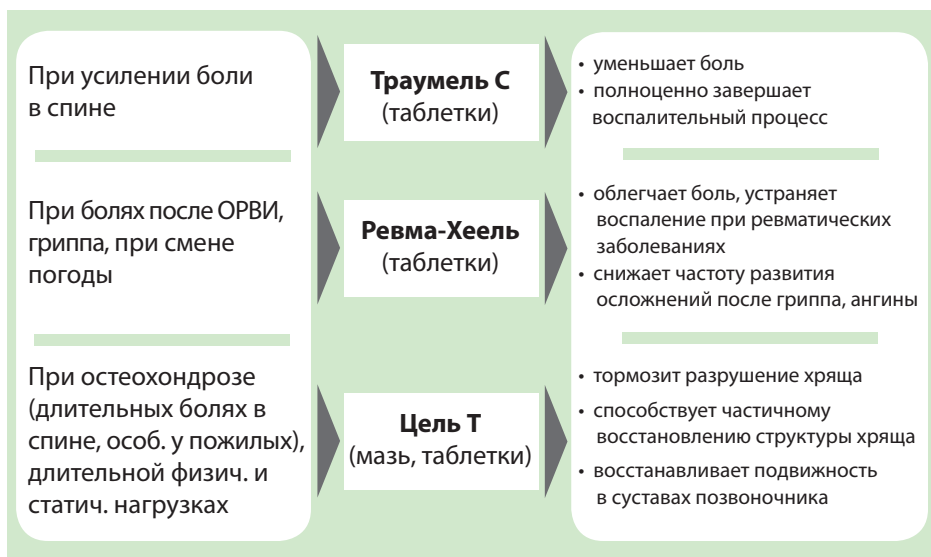 При усилении боли
в спине
Траумель С
(таблетки)
• уменьшает боль
• полноценно завершает
воспалительный процесс
При болях после ОРВИ,
гриппа, при смене
погоды
Ревма-Хеель
(таблетки)
• облегчает боль, устраняет
воспаление при ревматических
заболеваниях
• снижает частоту развития
осложнений после гриппа, ангины
При остеохондрозе
(длительных болях в
спине, особ. у пожилых),
длительной физич. и
статич. нагрузках
Цель Т
(мазь, таблетки)
• тормозит разрушение хряща
• способствует частичному
восстановлению структуры хряща
• восстанавливает подвижность
в суставах позвоночника